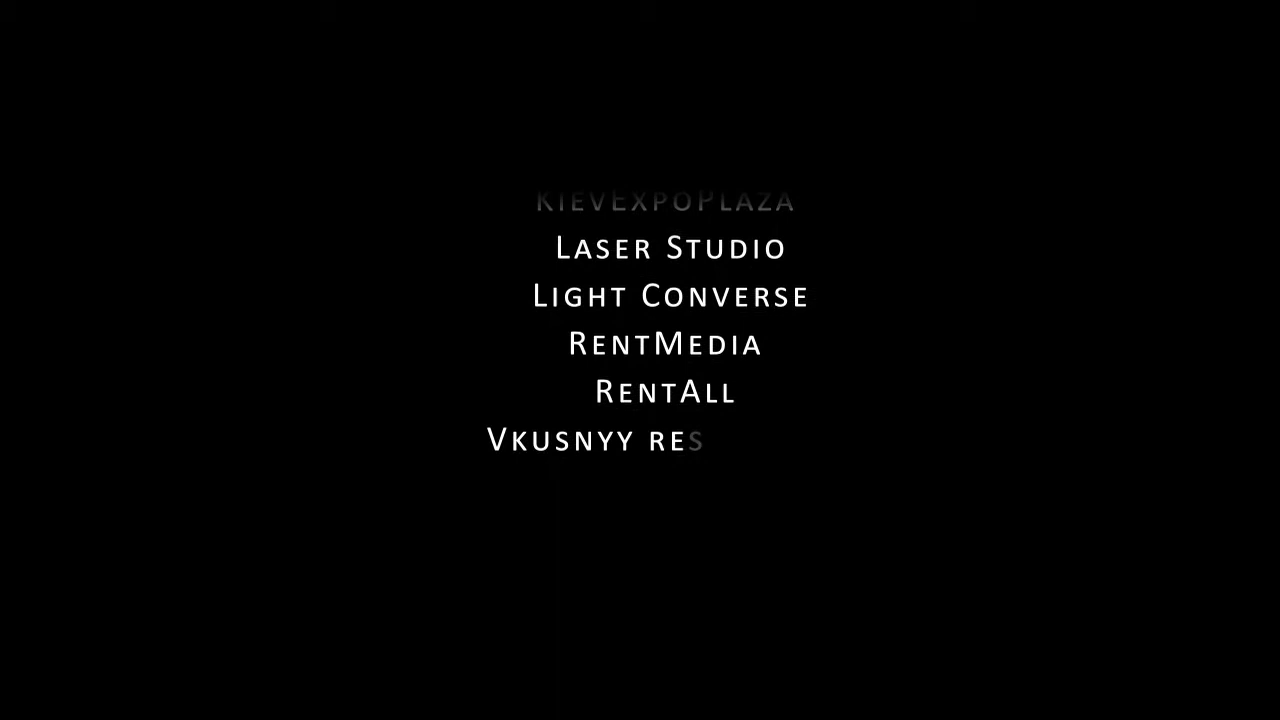 KievExpoPlaza
Laser Studio
Light Converse
RentMedia
RentAll
Vkusnyy res